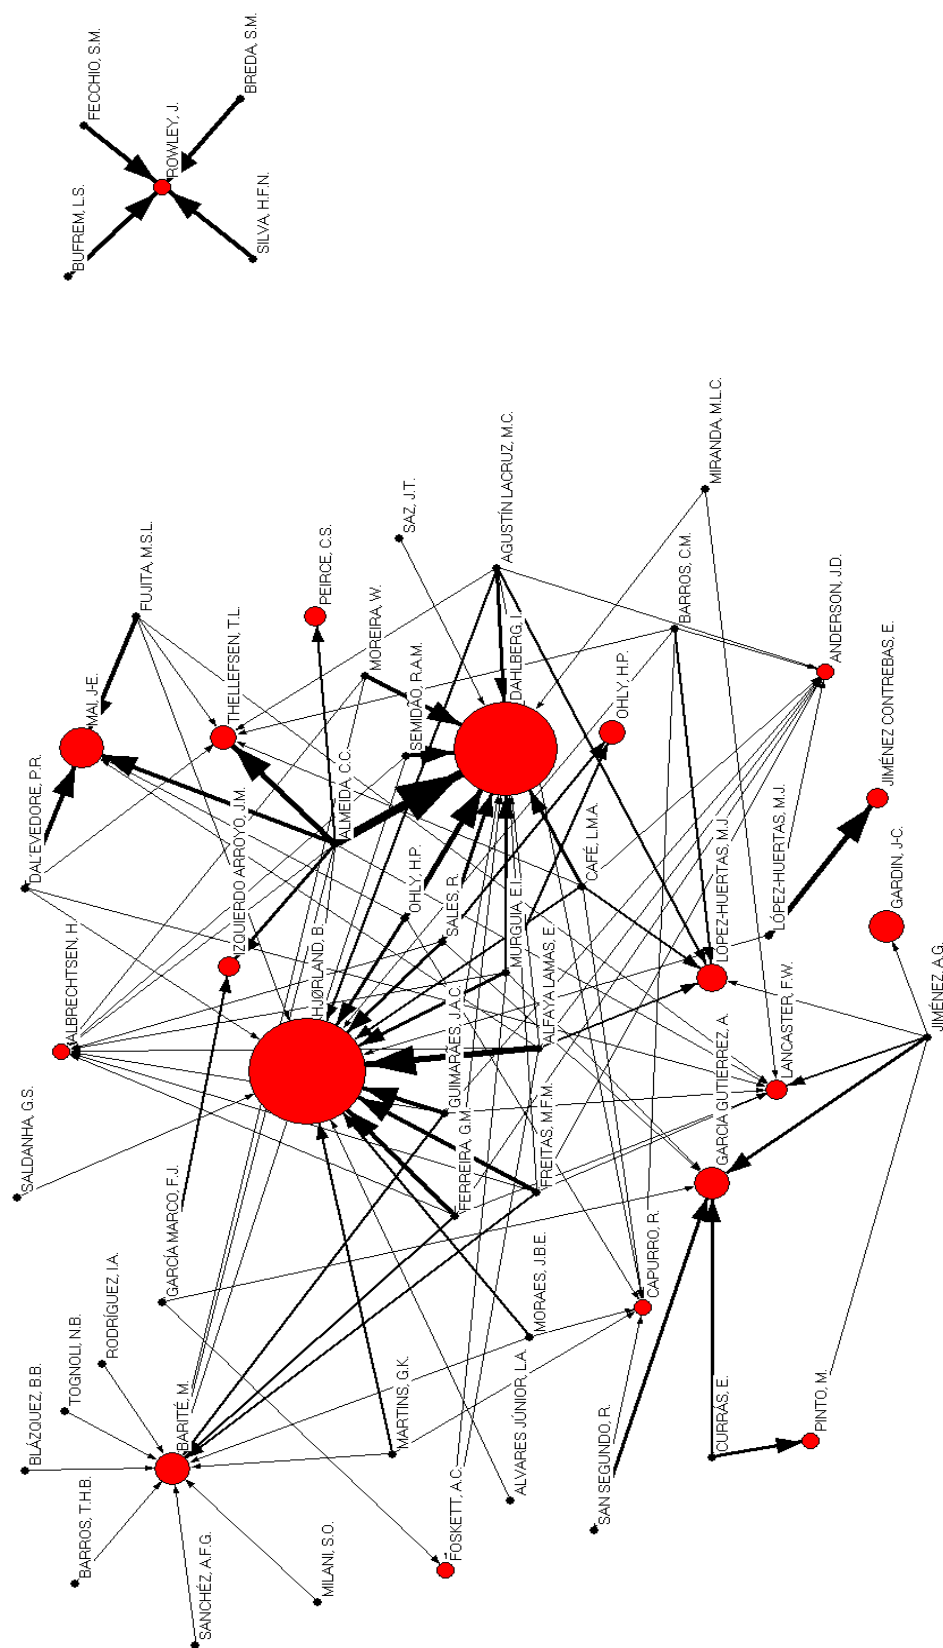 SALDANHA, G.S.
BLÁZQUEZ, B.B.
DAL'EVEDORE, P.R.
ALBRECHTSEN, H.
TOGNOLI, N.B.
BUFREM, L.S.
BARROS, T.H.B.
MAI, J-E.
FECCHIO, S.M.
RODRÍGUEZ, I.A.
FUJITA, M.S.L.
GARCÍA MARCO, F.J.
ROWLEY, J.
BARITÉ, M.
SANCHÉZ, A.F.G.
THELLEFSEN, T.L.
IZQUIERDO ARROYO, J.M.
BREDA, S.M.
SILVA, H.F.N.
HJØRLAND, B.
MILANI, S.O.
PEIRCE, C.S.
ALMEIDA, C.C.
MOREIRA, W.
MARTINS, G.K.
SAZ, J.T.
OHLY, H.P.
SEMIDÃO, R.A.M.
SALES, R.
FOSKETT, A.C.
GUIMARÃES, J.A.C.
FERREIRA, G.M.
AGUSTÍN LACRUZ, M.C.
MURGUIA, E.I.
DAHLBERG, I.
ALVARES JÚNIOR, L.A.
MORAES, J.B.E.
FREITAS, M.F.M.
ALFAYA LAMAS, E.
CAFÉ, L.M.A.
SAN SEGUNDO, R.
OHLY, H.P.
CAPURRO, R.
BARROS, C.M.
MIRANDA, M.L.C.
CURRÁS, E.
GARCIA GUTIERREZ, A.
LÓPEZ-HUERTAS, M.J.
LÓPEZ-HUERTAS, M.J.
LANCASTER, F.W.
PINTO, M.
ANDERSON, J.D.
JIMÉNEZ CONTREBAS, E.
GARDIN, J-C.
JIMÉNEZ, A.G.